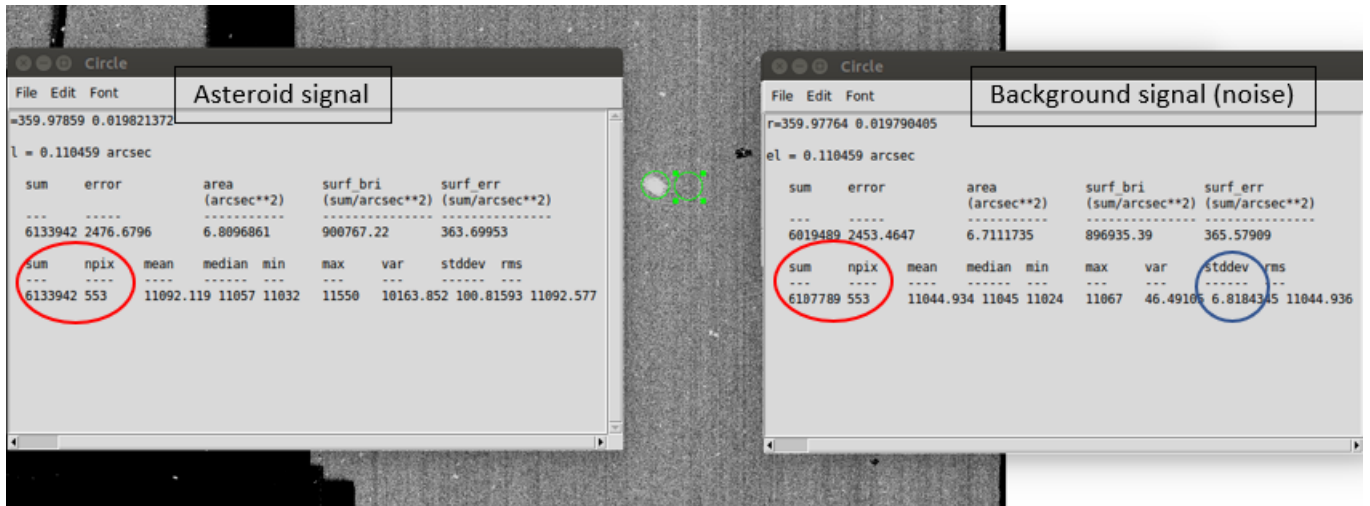 Circle
Asteroid signal
File Edit Font
=359.97859 0.019821372
l = 0.110459 arcsec
sum error area surf_bri surf_err
(arcsec**2) (sum/arcsec**2) (sum/arcsec**2)
--- ----- ----------- --------------- ---------------
6133942 2476.6796 6.8096861 900767.22 363.69953
sum npix mean median min max var stddev rms
--- ---- ---- ------ --- --- --- ------ ---
6133942 553 11092.119 11057 11032 11550 10163.852 100.81593 11092.577
Circle
Background signal (noise)
File Edit Font
r=359.97764 0.019790405
el = 0.110459 arcsec
sum error area surf_bri surf_err
(arcsec**2) (sum/arcsec**2) (sum/arcsec**2)
--- ----- ----------- --------------- ---------------
6019489 2453.4647 6.7111735 896935.39 365.57909
sum npix mean median min max var stddev rms
--- ---- ---- ------ --- --- --- ------ ---
6107789 553 11044.934 11045 11024 11067 46.49105 6.8184345 11044.936